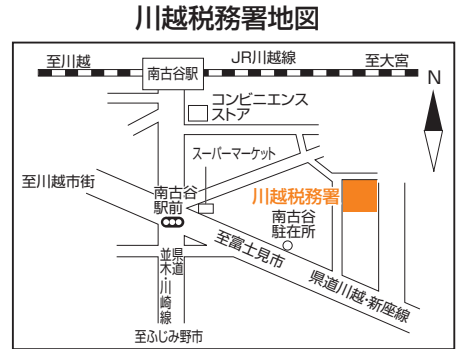 川越税務署地図
至川越
JR川越線
至大宮
南古谷駅
N
コンビニエンス
ストア
スーパーマーケット
至川越市街
南古谷
駅前
川越税務署
南古谷
駐在所
至富士見市
県道川越・新座線
県道
並木・川崎線
至ふじみ野市